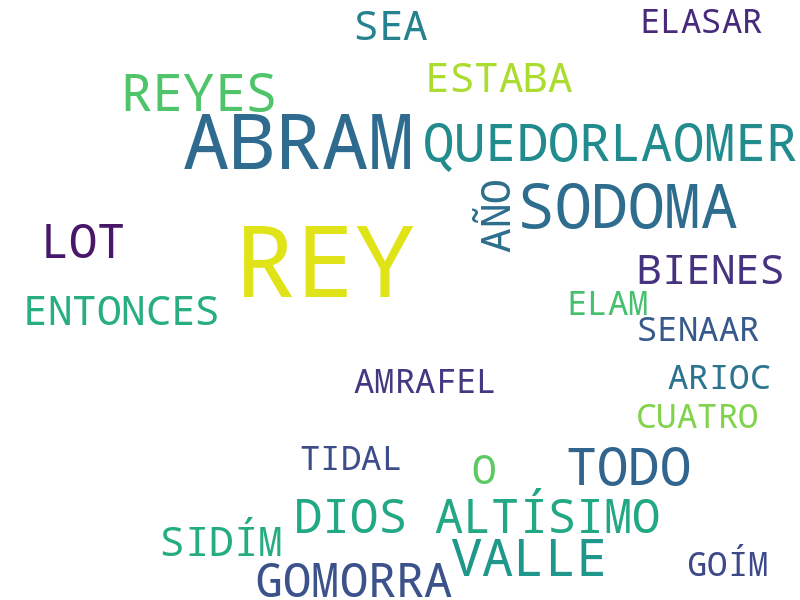 SEA
ELASAR
REYES
ESTABA
ABRAM
QUEDORLAOMER
AÑO
SODOMA
LOT
REY
BIENES
ENTONCES
ELAM
SENAAR
AMRAFEL
ARIOC
CUATRO
TIDAL
O
TODO
DIOS ALTÍSIMO
SIDÍM
VALLE
GOÍM
GOMORRA